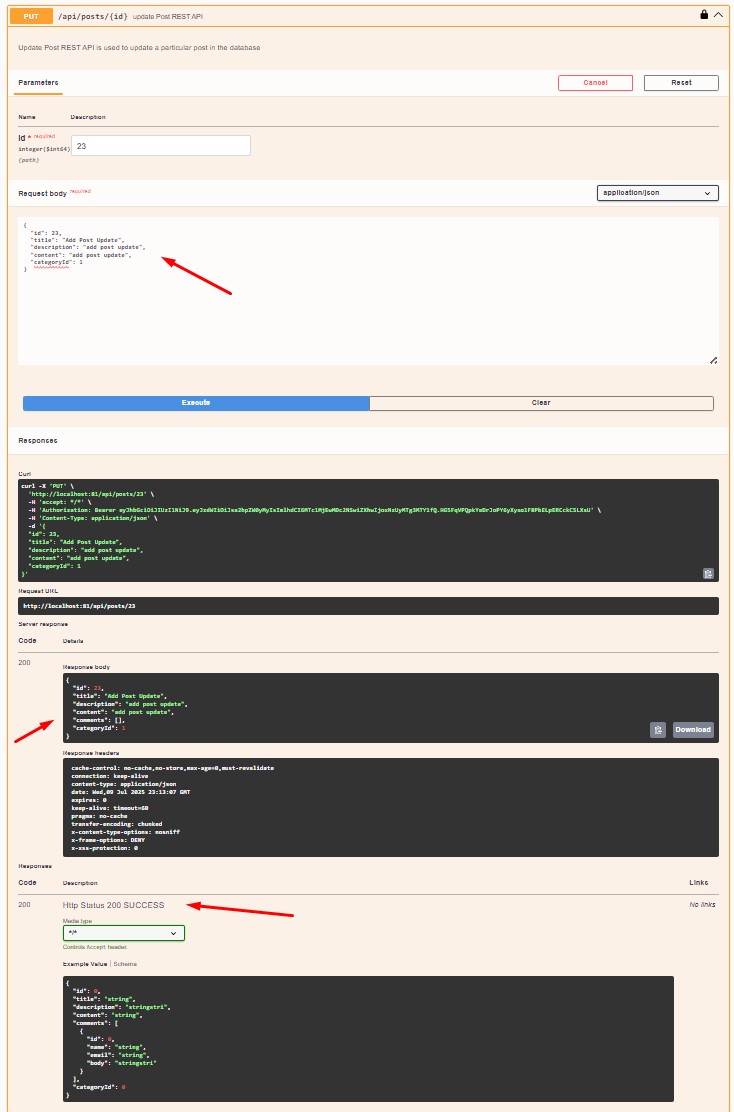 PUT /api/posts/{id} update Post REST API
Update Post REST API is used to update a particular post in the database
Parameters
Cancel
Reset
Name Description
id * required
integer($int64)
(path)
23
Request body required
application/json
{
"id": 23,
"title": "Add Post Update",
"description": "add post update",
"content": "add post update",
"categoryId": 1
}
Execute
Clear
Responses
Curl
curl -X 'PUT' \
'http://localhost:81/api/posts/23' \
-H 'accept: */*' \
-H 'Authorization: Bearer
-H 'Content-Type: application/json' \
-d '{
"id": 23,
"title": "Add Post Update",
"description": "add post update",
"content": "add post update",
"categoryId": 1
}'
Request URL
http://localhost:81/api/posts/23
Server response
Code Details
200
Response body
{
"id": 23,
"title": "Add Post Update",
"description": "add post update",
"content": "add post update",
"comments": [],
"categoryId": 1
}
Download
Response headers
cache-control: no-cache,no-store,max-age=0,must-revalidate
connection: keep-alive
content-type: application/json
date: Wed,09 Jul 2025 23:13:07 GMT
expires: 0
keep-alive: timeout=60
pragma: no-cache
transfer-encoding: chunked
x-content-type-options: nosniff
x-frame-options: DENY
x-xss-protection: 0
Responses
Code Description Links
200 Http Status 200 SUCCESS No links
Media type
*/*
Controls Accept header.
Example Value | Schema
{
"id": 0,
"title": "string",
"description": "stringstri",
"content": "string",
"comments": [
{
"id": 0,
"name": "string",
"email": "string",
"body": "stringstri"
}
],
"categoryId": 0
}